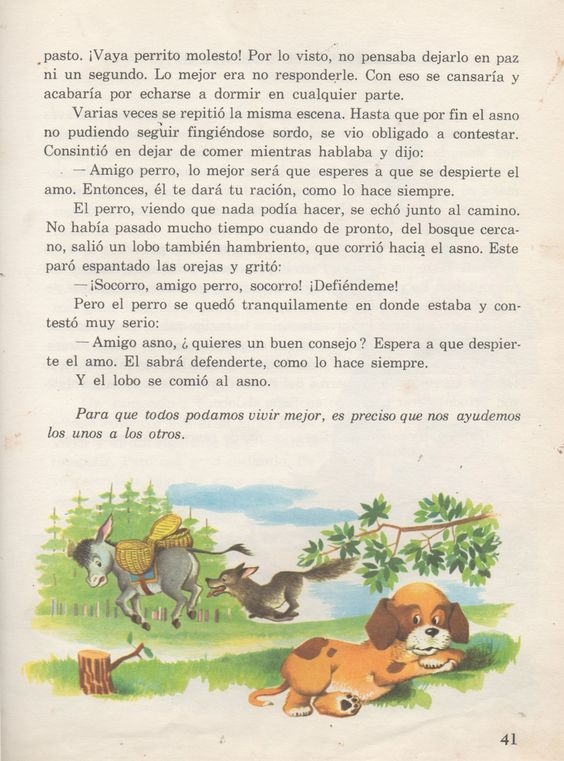 pasto. ¡Vaya perrito molesto! Por lo visto, no pensaba dejarlo en paz
ni un segundo. Lo mejor era no responderle. Con eso se cansaría y
acabaría por echarse a dormir en cualquier parte.
Varias veces se repitió la misma escena. Hasta que por fin el asno
no pudiendo seguir fingiéndose sordo, se vio obligado a contestar.
Consintió en dejar de comer mientras hablaba y dijo:
— Amigo perro, lo mejor será que esperes a que se despierte el
amo. Entonces, él te dará tu ración, como lo hace siempre.
El perro, viendo que nada podía hacer, se echó junto al camino.
No había pasado mucho tiempo cuando de pronto, del bosque cerca-
no, salió un lobo también hambriento, que corrió hacia el asno. Este
paró espantado las orejas y gritó:
—¡Socorro, amigo perro, socorro! ¡Defiéndeme!
Pero el perro se quedó tranquilamente en donde estaba y con-
testó muy serio:
— Amigo asno, ¿quieres un buen consejo? Espera a que despier-
te el amo. El sabrá defenderte, como lo hace siempre.
Y el lobo se comió al asno.
Para que todos podamos vivir mejor, es preciso que nos ayudemos
los unos a los otros.
41